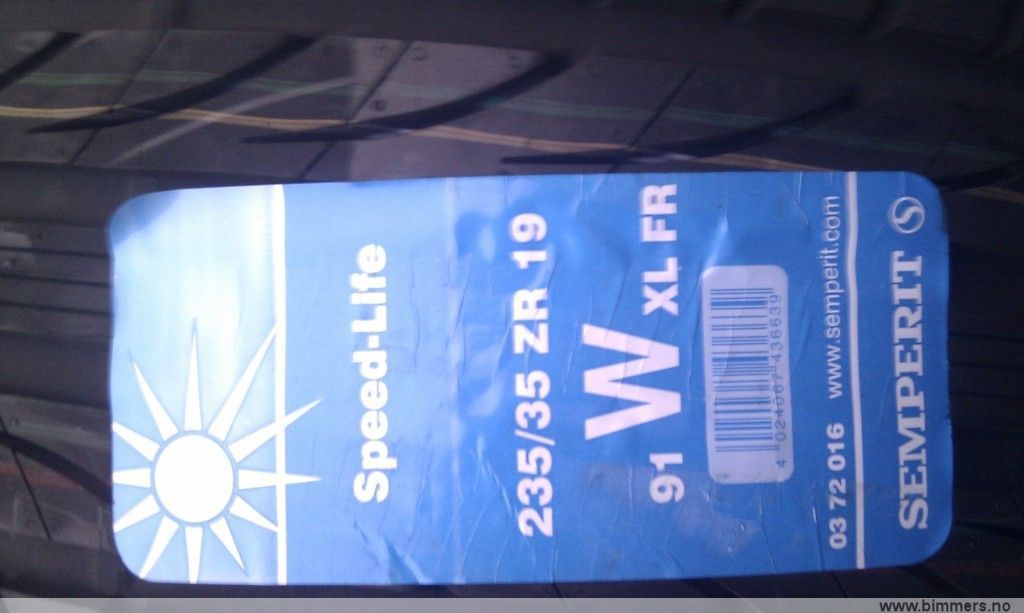 Speed-Life
235/35 ZR 19
91 W XL FR
4 024067 436639
03 72 016 www.semperit.com
SEMPERIT S
www.bimmers.no